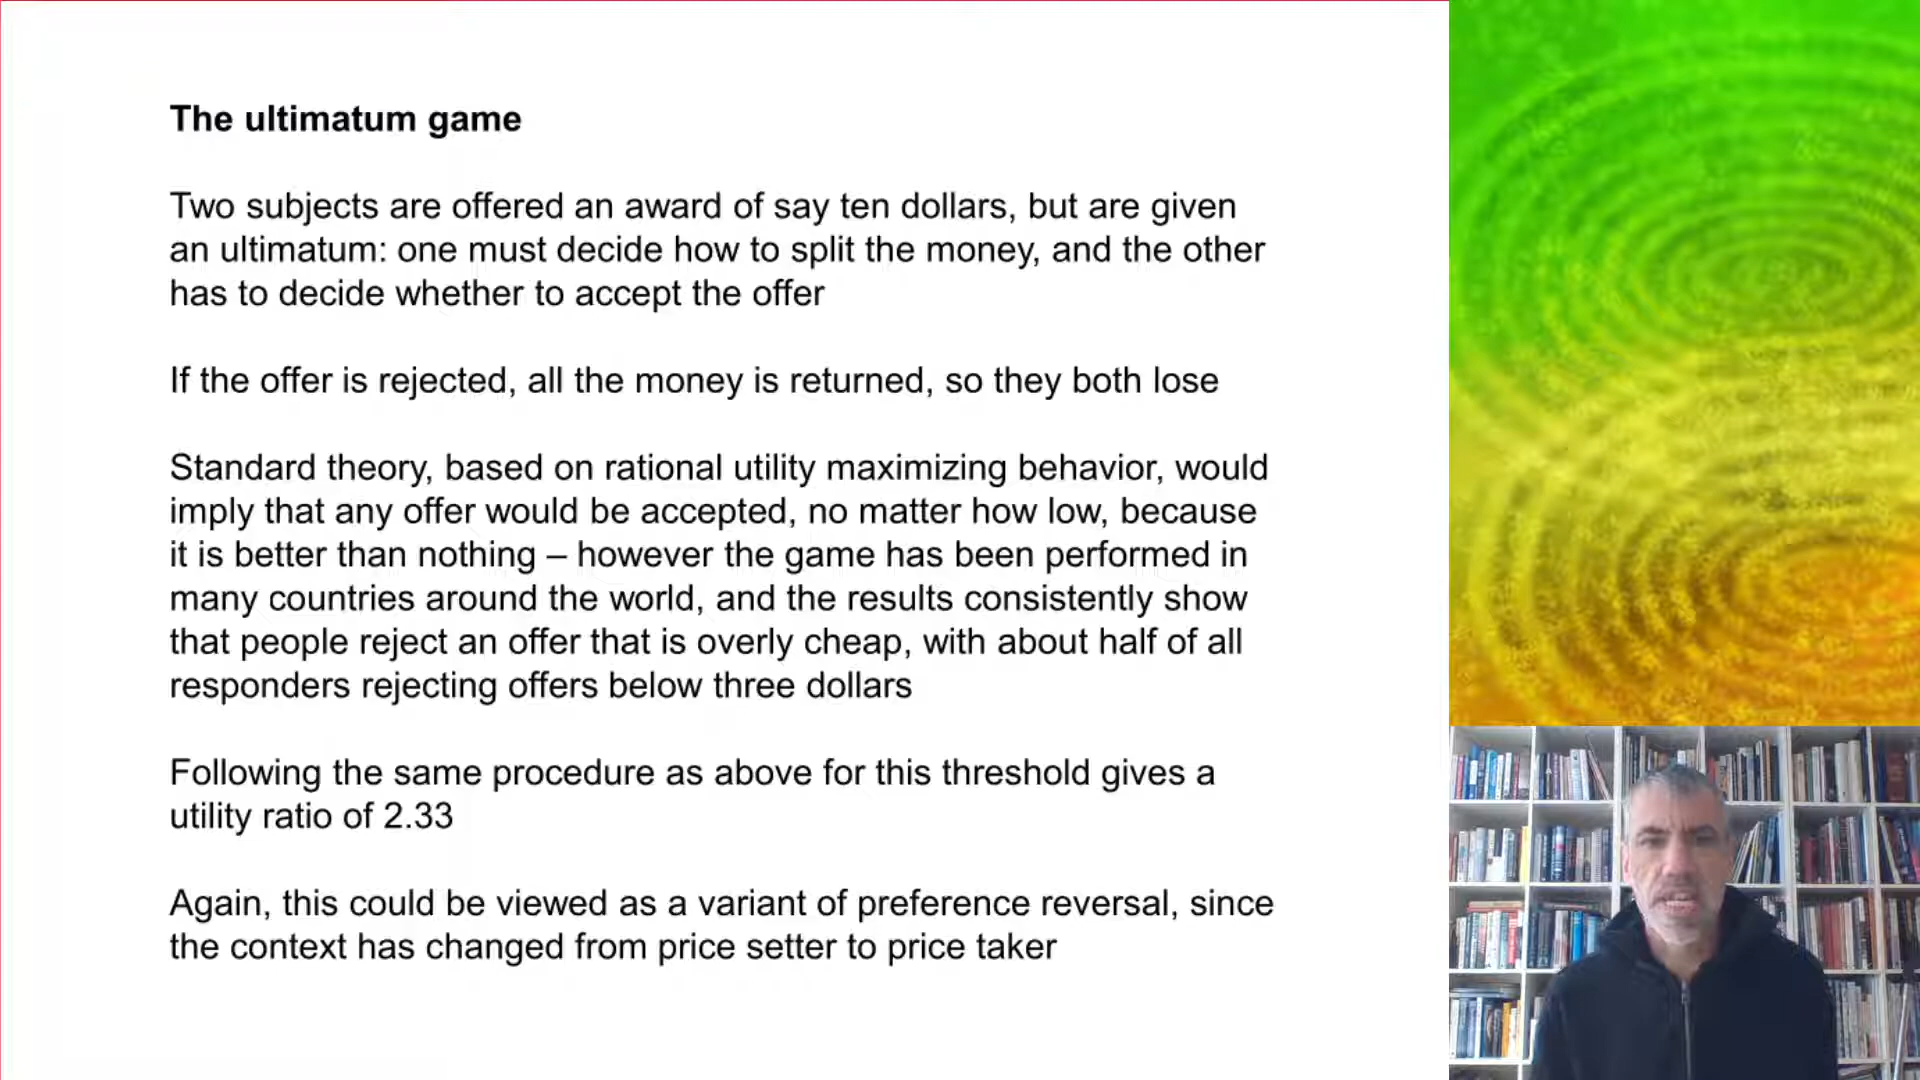 The ultimatum game
Two subjects are offered an award of say ten dollars, but are given
an ultimatum: one must decide how to split the money, and the other
has to decide whether to accept the offer
If the offer is rejected, all the money is returned, so they both lose
Standard theory, based on rational utility maximizing behavior, would
imply that any offer would be accepted, no matter how low, because
it is better than nothing – however the game has been performed in
many countries around the world, and the results consistently show
that people reject an offer that is overly cheap, with about half of all
responders rejecting offers below three dollars
Following the same procedure as above for this threshold gives a
utility ratio of 2.33
Again, this could be viewed as a variant of preference reversal, since
the context has changed from price setter to price taker